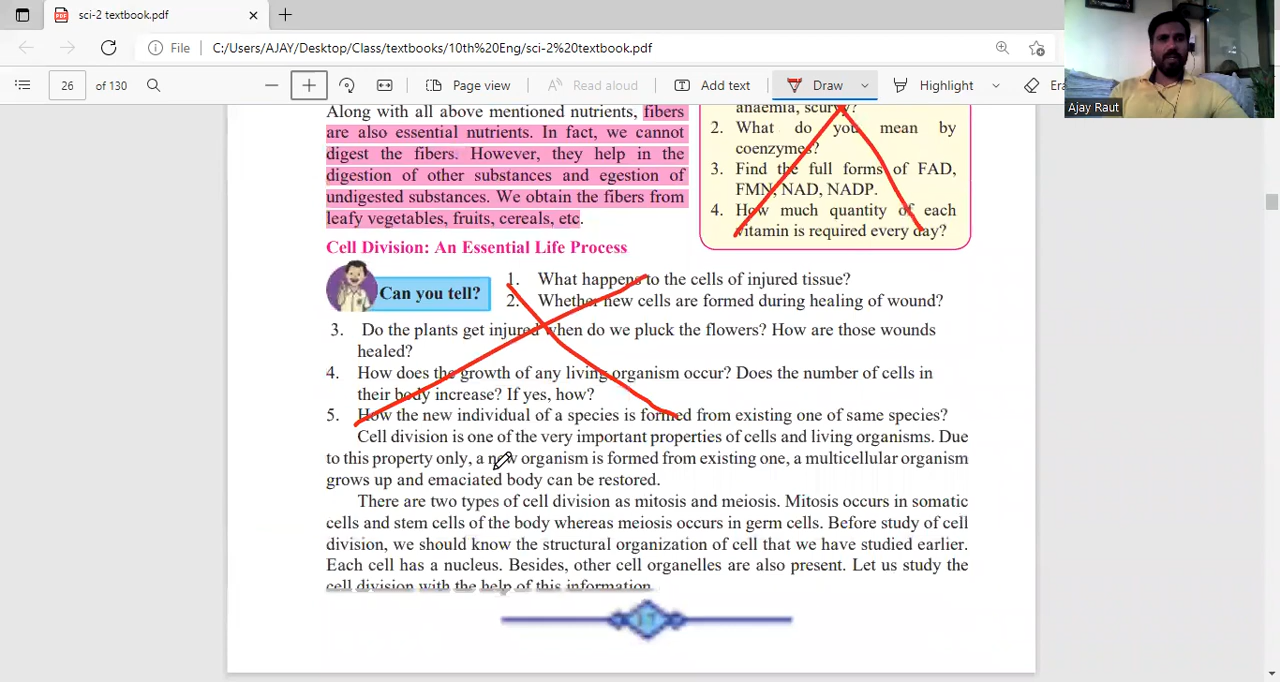 sci-2 textbook.pdf
File C:/Users/AJAY/Desktop/Class/textbooks/10th%20Eng/sci-2%20textbook.pdf
26 of 130 Page view Read aloud Add text Draw Highlight Era
Ajay Raut
Along with all above mentioned nutrients, fibers
are also essential nutrients. In fact, we cannot
digest the fibers. However, they help in the
digestion of other substances and egestion of
undigested substances. We obtain the fibers from
leafy vegetables, fruits, cereals, etc.
anaemia, scurvy?
2. What do you mean by
coenzymes?
3. Find the full forms of FAD,
FMN, NAD, NADP.
4. How much quantity of each
vitamin is required every day?
Cell Division: An Essential Life Process
Can you tell?
1. What happens to the cells of injured tissue?
2. Whether new cells are formed during healing of wound?
3. Do the plants get injured when do we pluck the flowers? How are those wounds
healed?
4. How does the growth of any living organism occur? Does the number of cells in
their body increase? If yes, how?
5. How the new individual of a species is formed from existing one of same species?
Cell division is one of the very important properties of cells and living organisms. Due
to this property only, a new organism is formed from existing one, a multicellular organism
grows up and emaciated body can be restored.
There are two types of cell division as mitosis and meiosis. Mitosis occurs in somatic
cells and stem cells of the body whereas meiosis occurs in germ cells. Before study of cell
division, we should know the structural organization of cell that we have studied earlier.
Each cell has a nucleus. Besides, other cell organelles are also present. Let us study the
cell division with the help of this information.
17